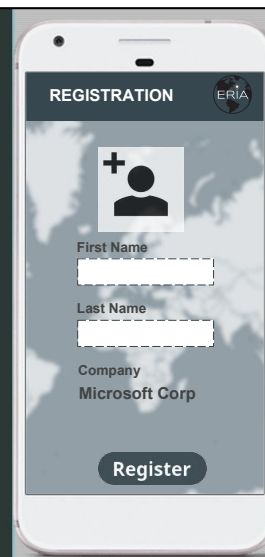 REGISTRATION
ERIA
First Name
Last Name
Company
Microsoft Corp
Register